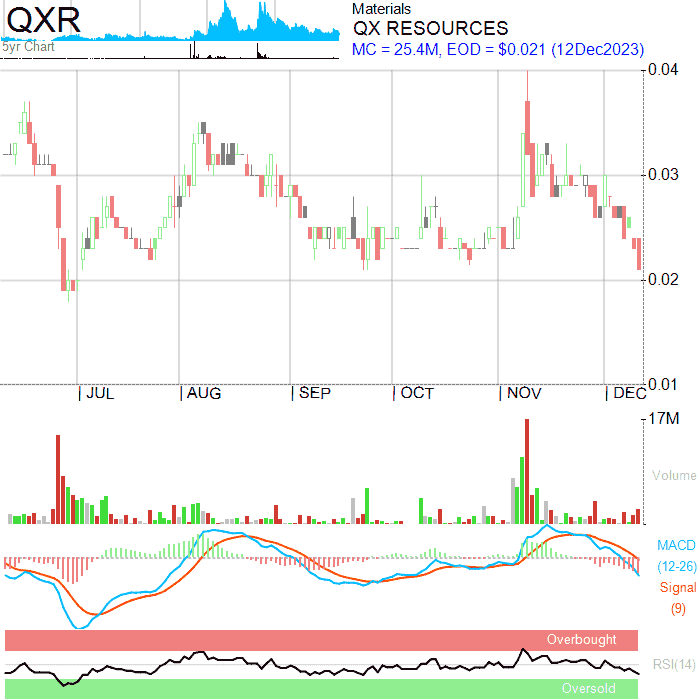 QXR
5yr Chart
Materials
QX RESOURCES
MC = 25.4M, EOD = $0.021 (12Dec2023)
0.04
0.03
0.02
0.01
JUL
AUG
SEP
OCT
NOV
DEC
17M
Volume
MACD
(12-26)
Signal
(9)
Overbought
RSI(14)
Oversold